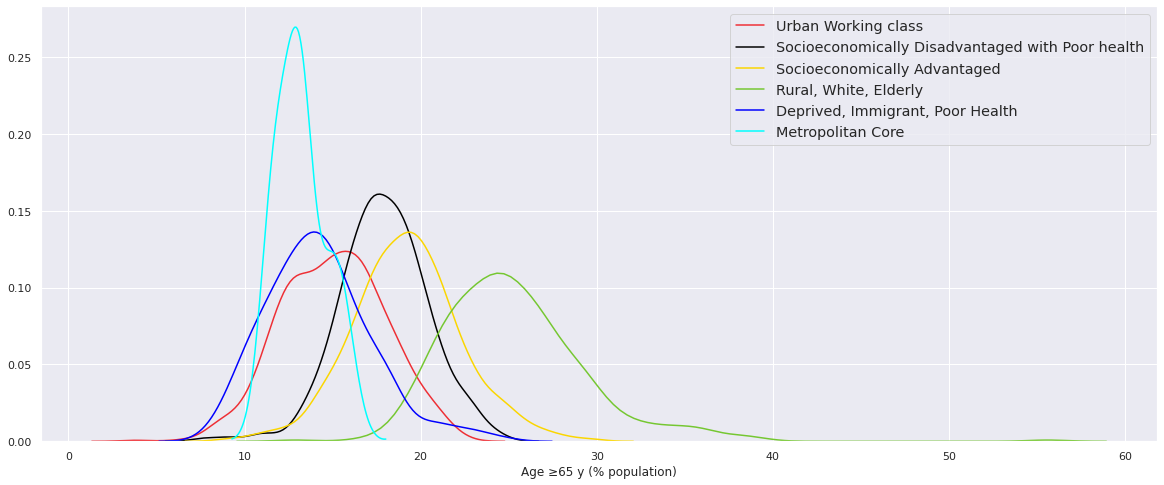 Urban Working class
Socioeconomically Disadvantaged with Poor health
Socioeconomically Advantaged
Rural, White, Elderly
Deprived, Immigrant, Poor Health
Metropolitan Core
0.25
0.20
0.15
0.10
0.05
0.00
0 10 20 30 40 50 60
Age ≥65 y (% population)